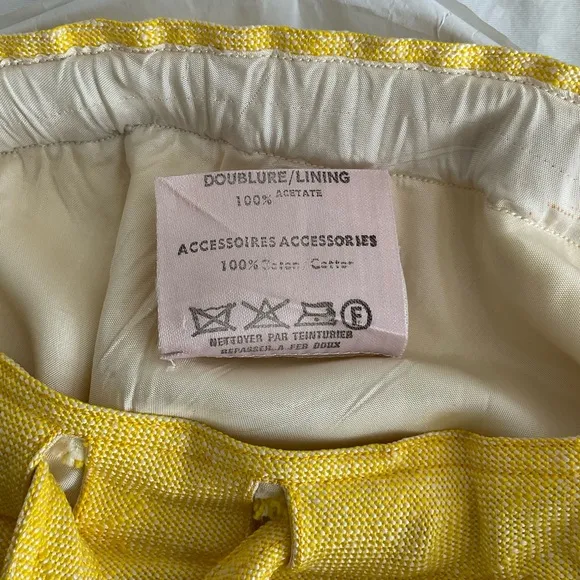 DOUBLURE/LINING
100% ACETATE
ACCESSOIRES ACCESSORIES
100% Coton/Cotton
F
NETTOYER PAR TEINTURIER
REPASSER A FER DOUX